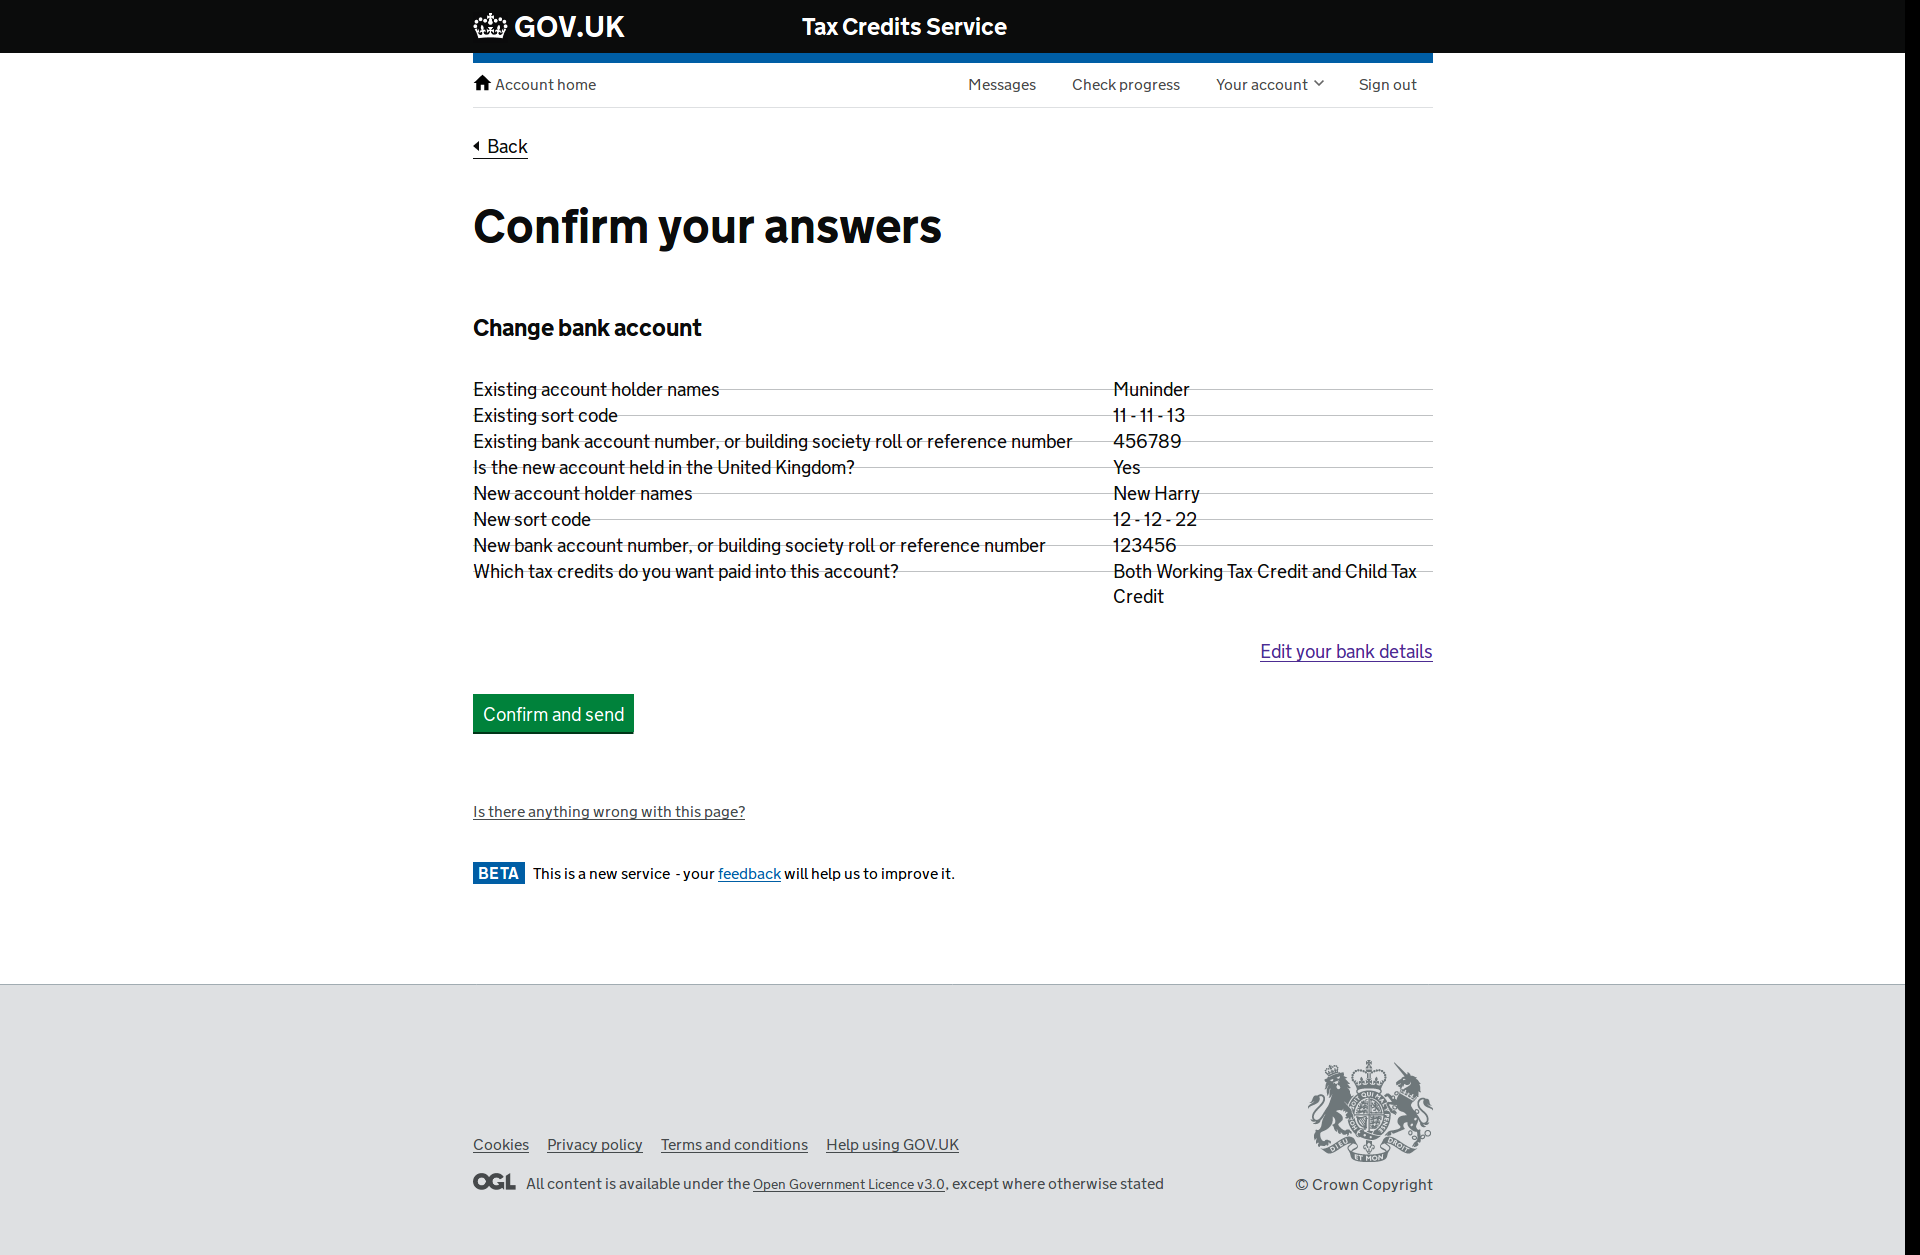 GOV.UK Tax Credits Service
Account home Messages Check progress Your account Sign out
Back
Confirm your answers
Change bank account
Existing account holder names Muninder
Existing sort code 11 - 11 - 13
Existing bank account number, or building society roll or reference number 456789
Is the new account held in the United Kingdom? Yes
New account holder names New Harry
New sort code 12 - 12 - 22
New bank account number, or building society roll or reference number 123456
Which tax credits do you want paid into this account? Both Working Tax Credit and Child Tax
Credit
Edit your bank details
Confirm and send
Is there anything wrong with this page?
BETA This is a new service - your feedback will help us to improve it.
Cookies Privacy policy Terms and conditions Help using GOV.UK
OGL All content is available under the Open Government Licence v3.0, except where otherwise stated
© Crown Copyright